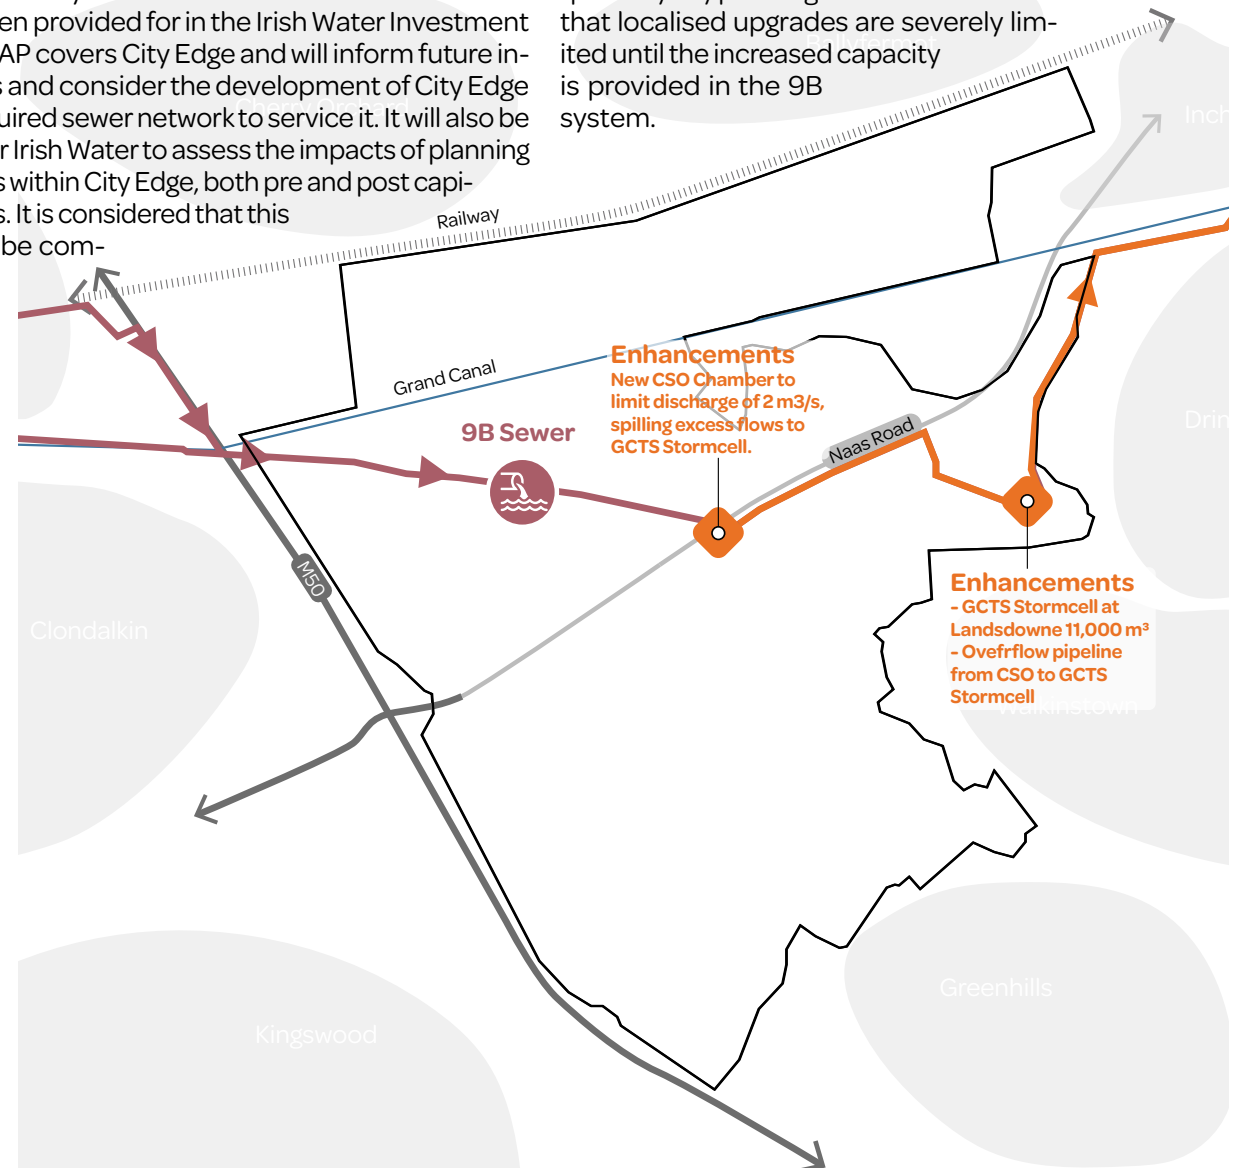 en provided for in the Irish Water Investment
AP covers City Edge and will inform future in-
s and consider the development of City Edge
uired sewer network to service it. It will also be
r Irish Water to assess the impacts of planning
s within City Edge, both pre and post capi-
s. It is considered that this
be com-
that localised upgrades are severely lim-
ited until the increased capacity
is provided in the 9B
system.
Ballyfermot
Cherry Orchard
Inch
Railway
Grand Canal
Enhancements
New CSO Chamber to
limit discharge of 2 m3/s,
spilling excess flows to
GCTS Stormcell.
9B Sewer
Naas Road
Drin
M50
Clondalkin
Enhancements
- GCTS Stormcell at
Landsdowne 11,000 m³
- Ovefrflow pipeline
from CSO to GCTS
Stormcell
Walkinstown
Greenhills
Kingswood